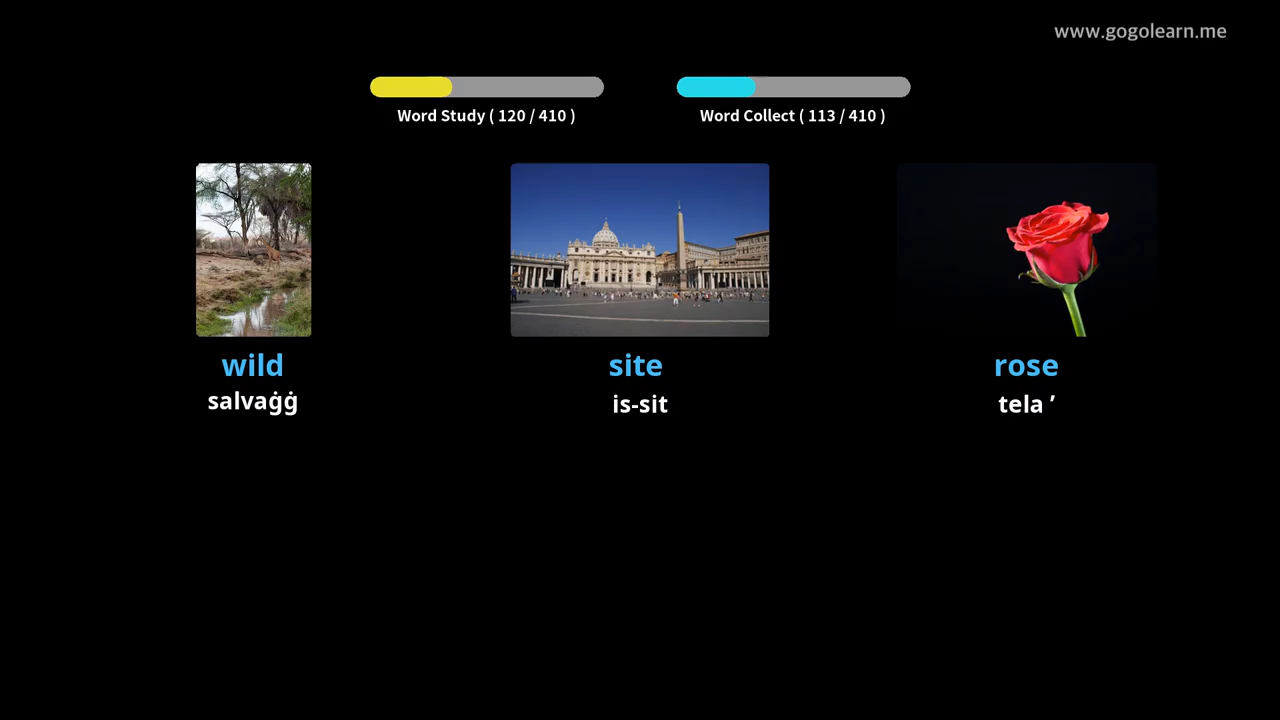 www.gogolearn.me
Word Study ( 120 / 410 )
Word Collect ( 113 / 410 )
wild
salvaġġ
site
is-sit
rose
tela ’